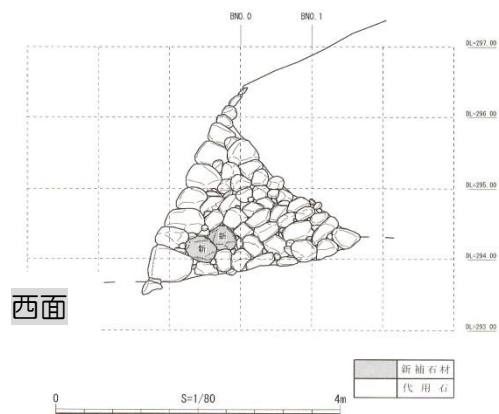 BNO.0 BNO.1
DL=297.00
DL=296.00
DL=295.00
新
新
DL=294.00
西面
DL=293.00
新補石材
代用石
0 S=1/80 4m